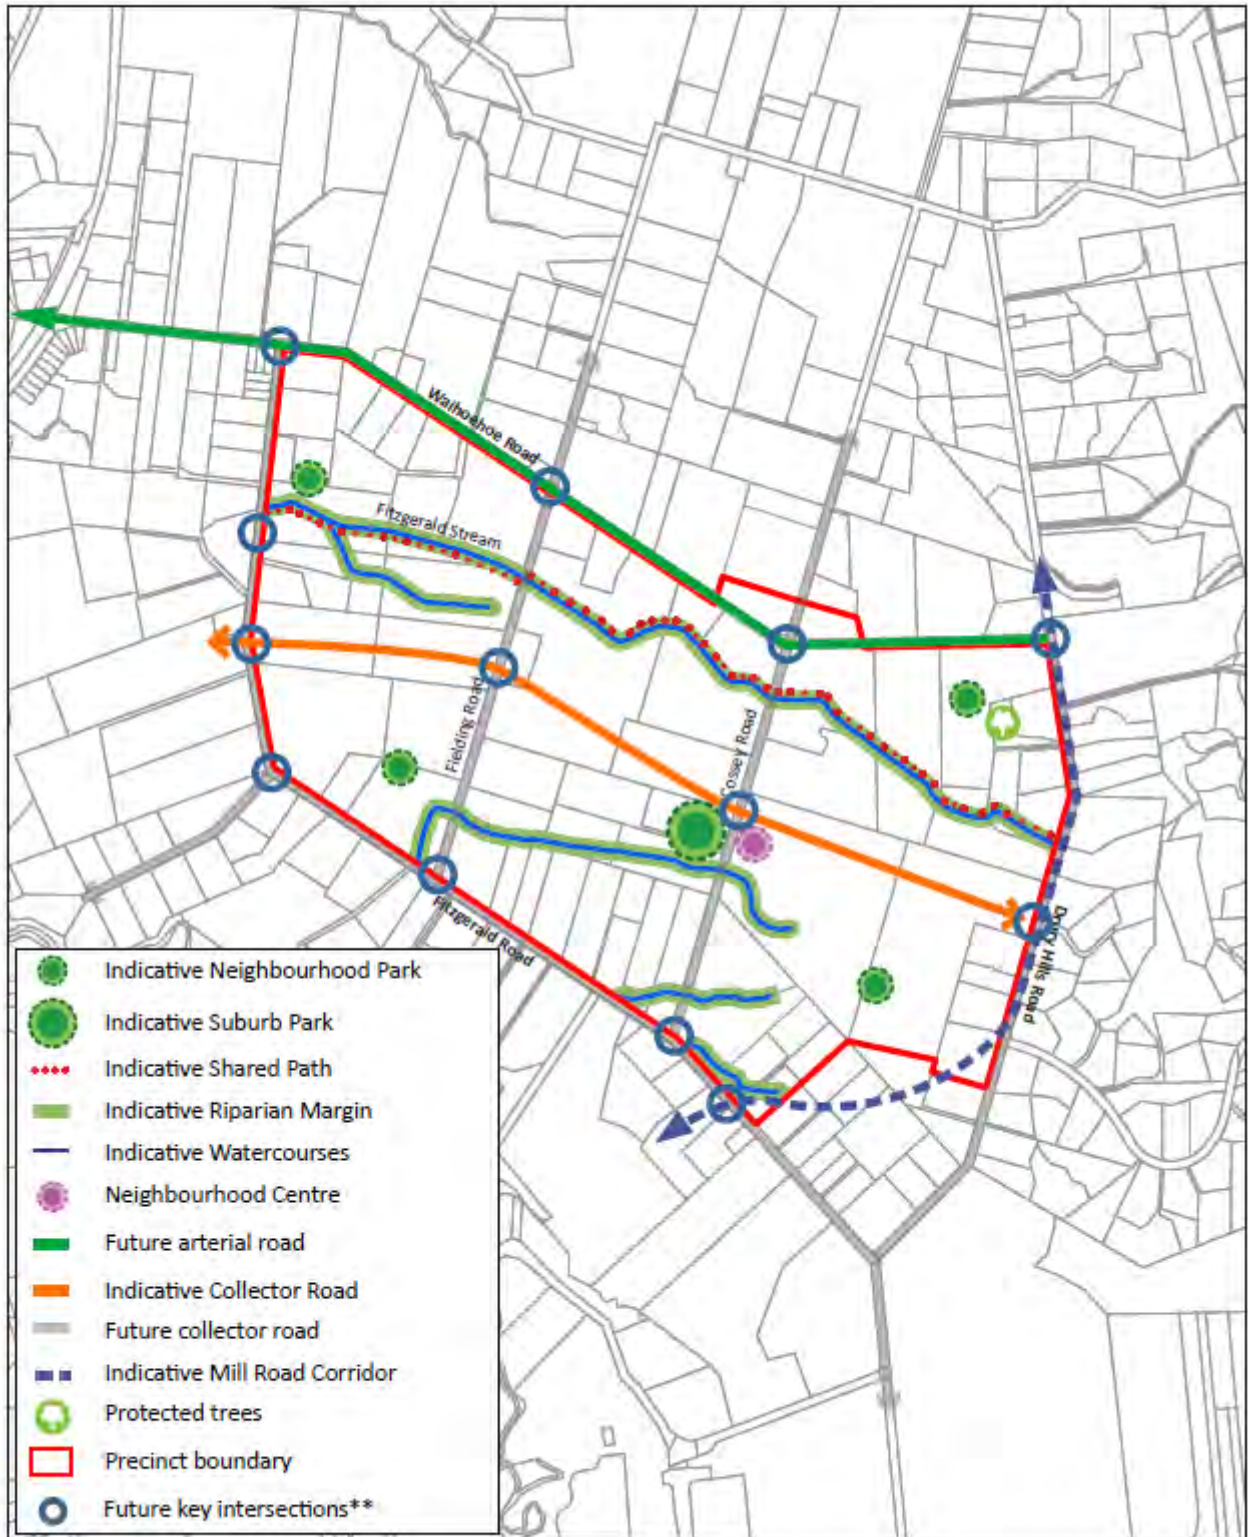 Waihoehoe Road
Fitzgerald Stream
Fielding Road
Cossey Road
Fitzgerald Road
Drury Hills Road
Indicative Neighbourhood Park
Indicative Suburb Park
Indicative Shared Path
Indicative Riparian Margin
Indicative Watercourses
Neighbourhood Centre
Future arterial road
Indicative Collector Road
Future collector road
Indicative Mill Road Corridor
Protected trees
Precinct boundary
Future key intersections**